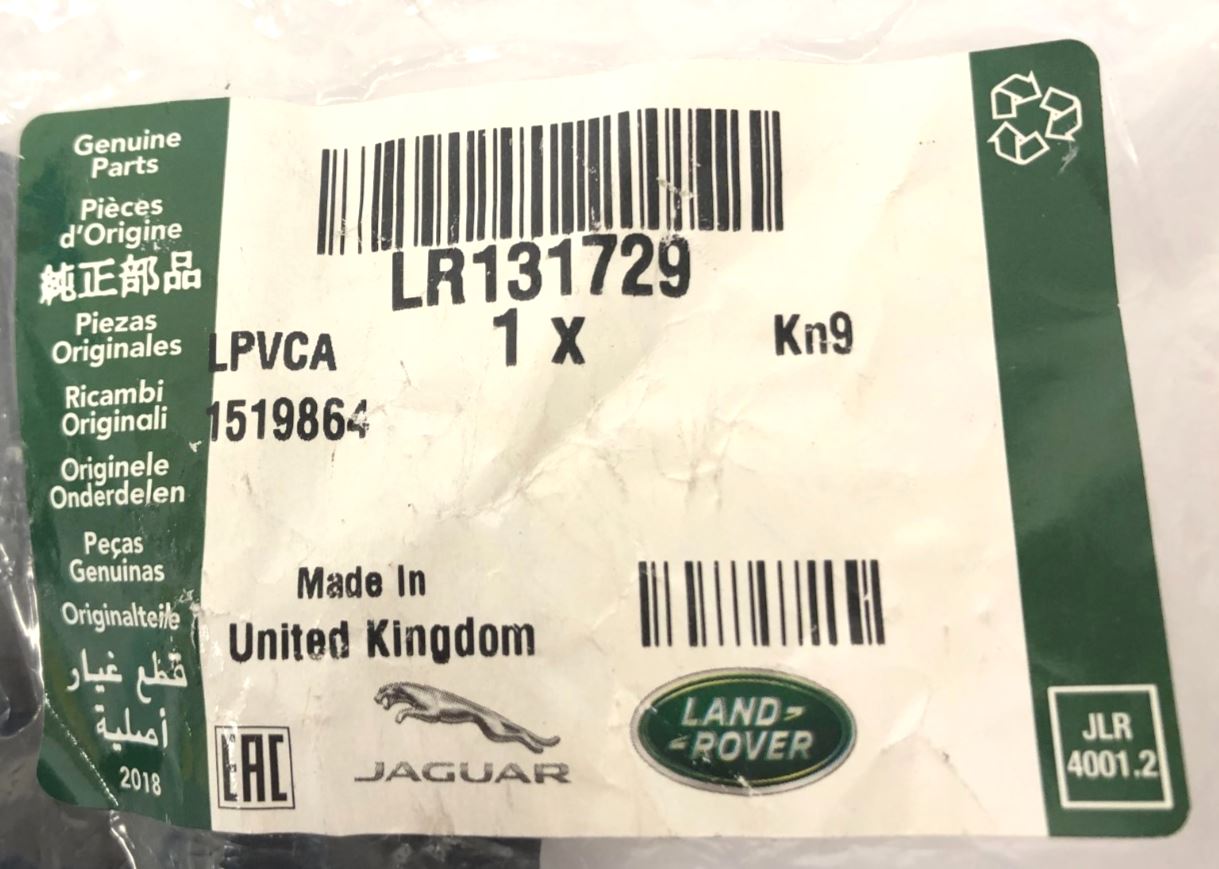 Genuine
Parts
Pièces
d'Origine
純正部品
Piezas
Originales
Ricambi
Originali
Originele
Onderdelen
Peças
Genuinas
Originalteile
قطع غيار
أصلية
2018
LR131729
1 x
Kn9
LPVCA
1519864
Made In
United Kingdom
EAC
JAGUAR
LAND-
-ROVER
JLR
4001.2